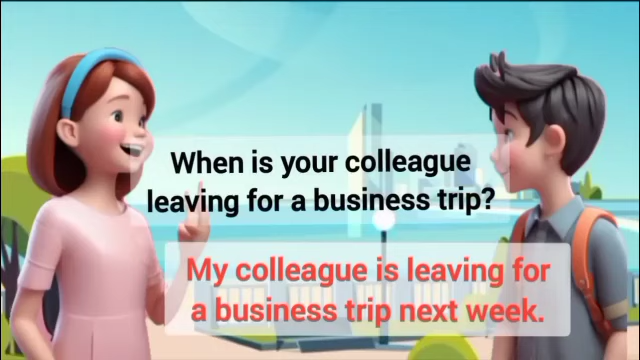 When is your colleague
leaving for a business trip?
My colleague is leaving for
a business trip next week.